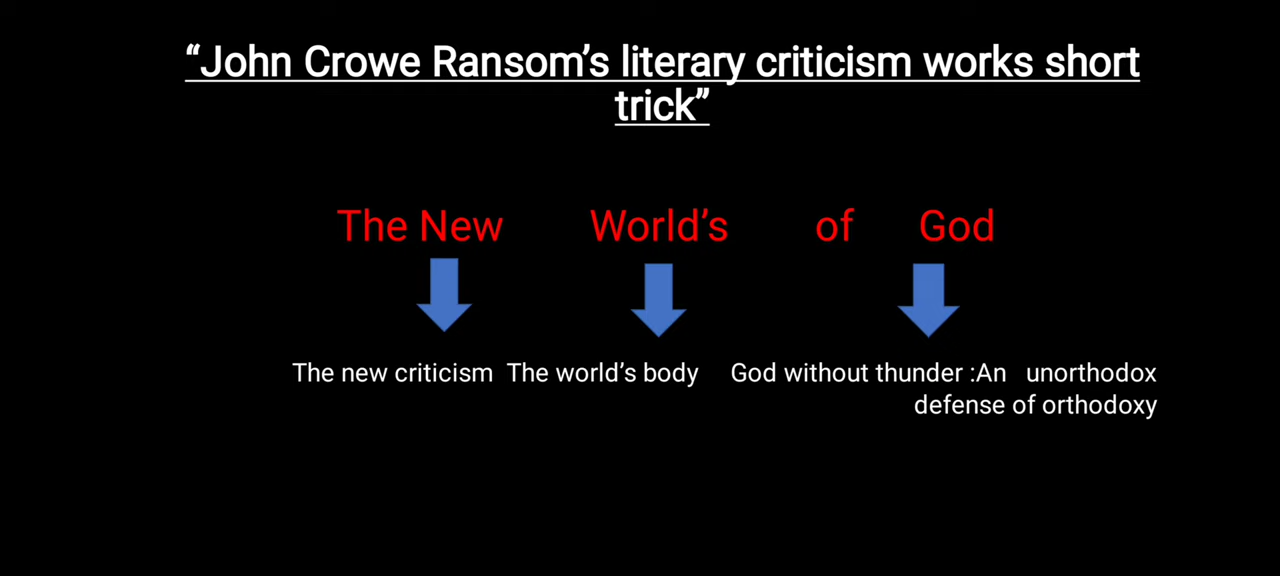 “John Crowe Ransom’s literary criticism works short
trick”
The New World’s of God
The new criticism The world’s body God without thunder :An unorthodox
defense of orthodoxy